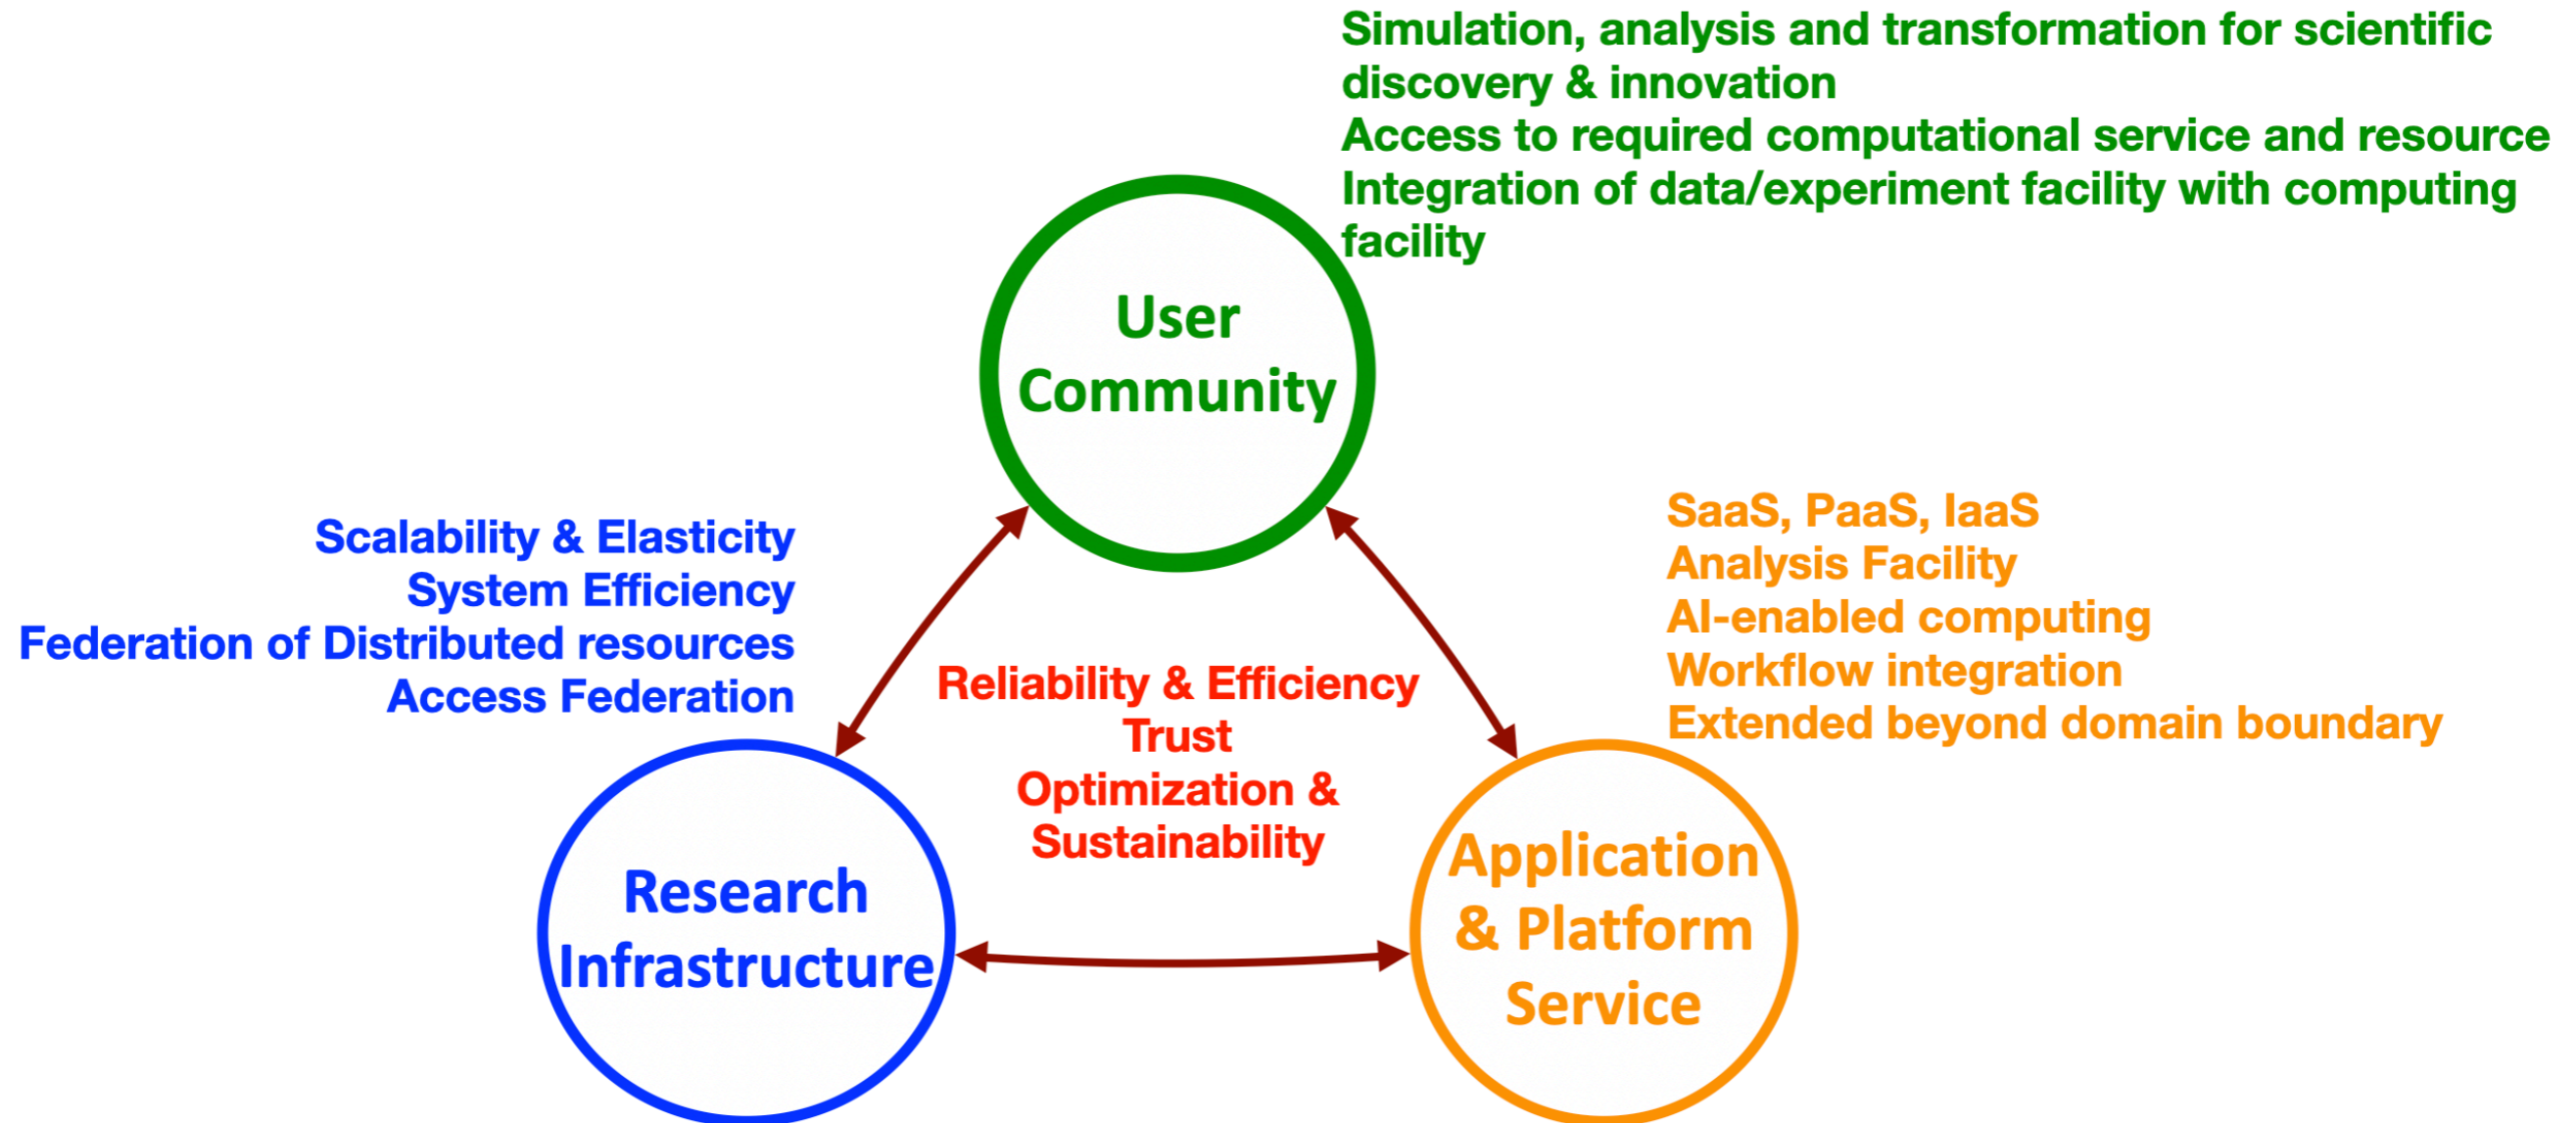 Simulation, analysis and transformation for scientific
discovery & innovation
Access to required computational service and resource
Integration of data/experiment facility with computing
facility
User
Community
Scalability & Elasticity
System Efficiency
Federation of Distributed resources
Access Federation
SaaS, PaaS, IaaS
Analysis Facility
AI-enabled computing
Workflow integration
Extended beyond domain boundary
Reliability & Efficiency
Trust
Optimization &
Sustainability
Research
Infrastructure
Application
& Platform
Service